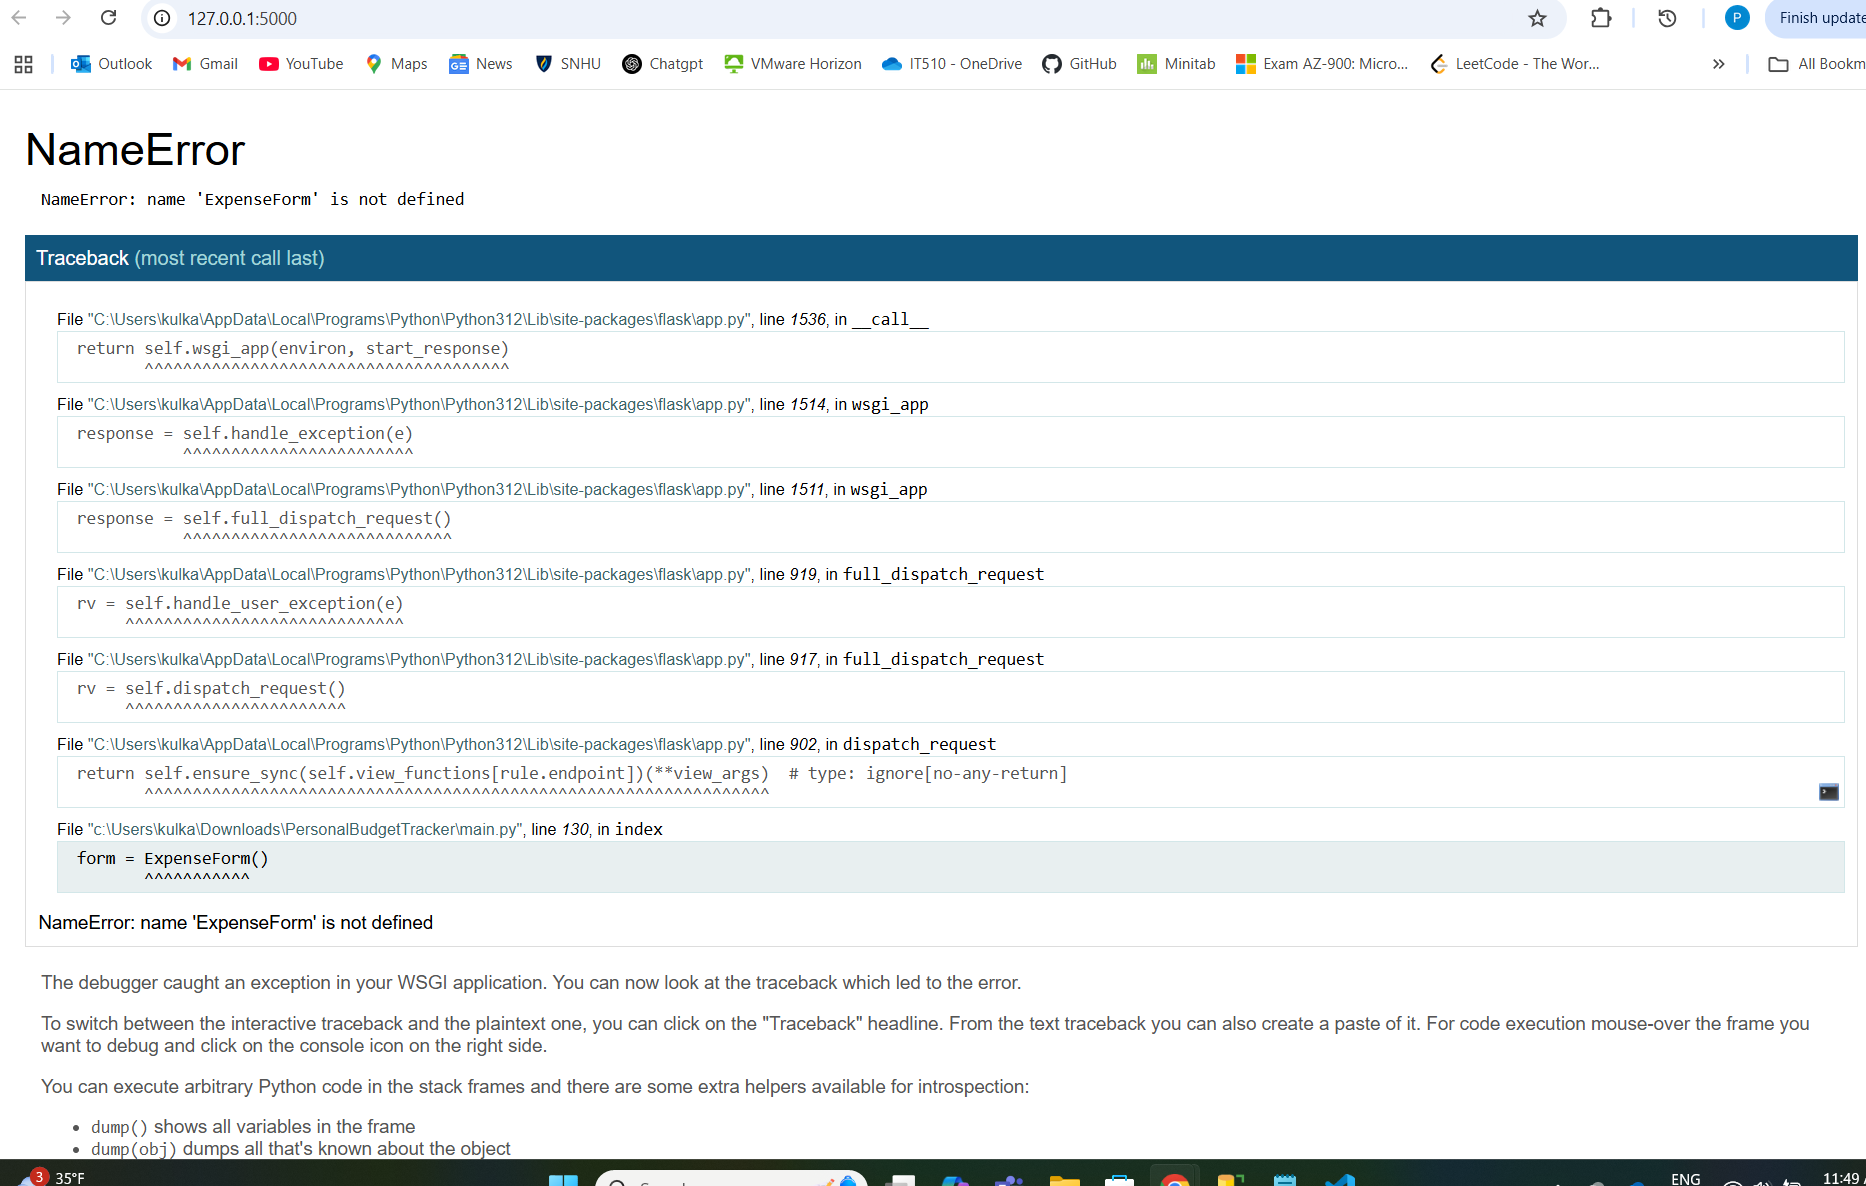 127.0.0.1:5000
P
Finish update
Outlook Gmail YouTube Maps News SNHU Chatgpt VMware Horizon IT510 - OneDrive GitHub Minitab Exam AZ-900: Micro... LeetCode - The Wor... » All Bookm
NameError
NameError: name 'ExpenseForm' is not defined
Traceback (most recent call last)
File "C:\Users\kulka\AppData\Local\Programs\Python\Python312\Lib\site-packages\flask\app.py", line 1536, in __call__
return self.wsgi_app(environ, start_response)
^^^^^^^^^^^^^^^^^^^^^^^^^^^^^^^^^^^^^^
File "C:\Users\kulka\AppData\Local\Programs\Python\Python312\Lib\site-packages\flask\app.py", line 1514, in wsgi_app
response = self.handle_exception(e)
^^^^^^^^^^^^^^^^^^^^^^^^
File "C:\Users\kulka\AppData\Local\Programs\Python\Python312\Lib\site-packages\flask\app.py", line 1511, in wsgi_app
response = self.full_dispatch_request()
^^^^^^^^^^^^^^^^^^^^^^^^^^^^
File "C:\Users\kulka\AppData\Local\Programs\Python\Python312\Lib\site-packages\flask\app.py", line 919, in full_dispatch_request
rv = self.handle_user_exception(e)
^^^^^^^^^^^^^^^^^^^^^^^^^^^^^
File "C:\Users\kulka\AppData\Local\Programs\Python\Python312\Lib\site-packages\flask\app.py", line 917, in full_dispatch_request
rv = self.dispatch_request()
^^^^^^^^^^^^^^^^^^^^^^^
File "C:\Users\kulka\AppData\Local\Programs\Python\Python312\Lib\site-packages\flask\app.py", line 902, in dispatch_request
return self.ensure_sync(self.view_functions[rule.endpoint])(**view_args)  # type: ignore[no-any-return]
^^^^^^^^^^^^^^^^^^^^^^^^^^^^^^^^^^^^^^^^^^^^^^^^^^^^^^^^^^^^^^^^^
File "c:\Users\kulka\Downloads\PersonalBudgetTracker\main.py", line 130, in index
form = ExpenseForm()
^^^^^^^^^^^
NameError: name 'ExpenseForm' is not defined
The debugger caught an exception in your WSGI application. You can now look at the traceback which led to the error.
To switch between the interactive traceback and the plaintext one, you can click on the "Traceback" headline. From the text traceback you can also create a paste of it. For code execution mouse-over the frame you
want to debug and click on the console icon on the right side.
You can execute arbitrary Python code in the stack frames and there are some extra helpers available for introspection:
• dump() shows all variables in the frame
• dump(obj) dumps all that's known about the object
3 35°F
ENG
11:49